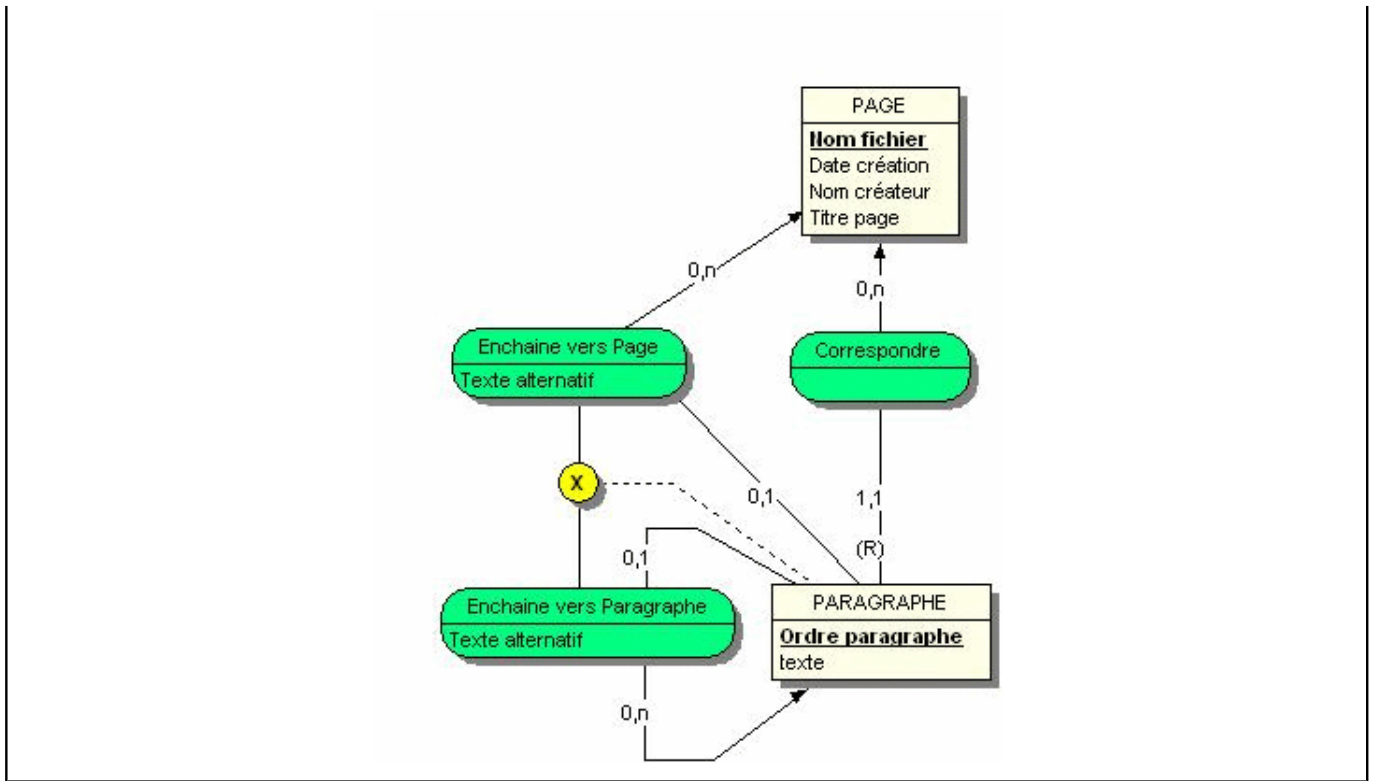 PAGE
Nom fichier
Date création
Nom créateur
Titre page
0,n
0,n
Enchaine vers Page
Texte alternatif
Correspondre
X
0,1
1,1
(R)
0,1
Enchaine vers Paragraphe
Texte alternatif
PARAGRAPHE
Ordre paragraphe
texte
0,n